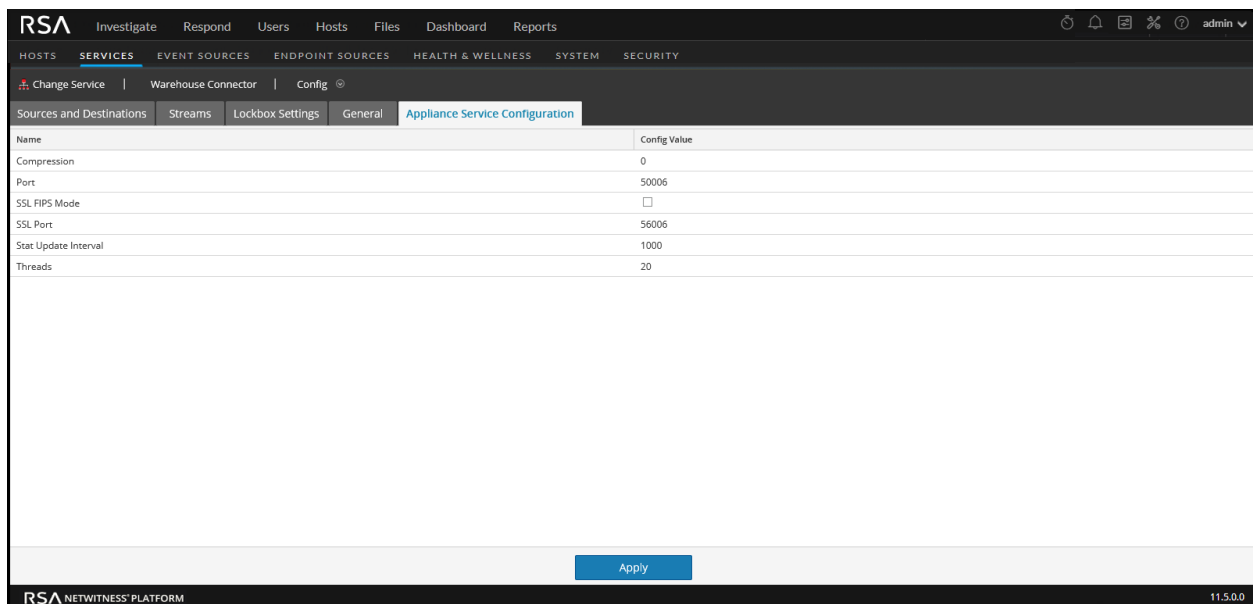 RSA Investigate Respond Users Hosts Files Dashboard Reports admin
HOSTS SERVICES EVENT SOURCES ENDPOINT SOURCES HEALTH & WELLNESS SYSTEM SECURITY
Change Service | Warehouse Connector | Config
Sources and Destinations Streams Lockbox Settings General Appliance Service Configuration
Name Config Value
Compression 0
Port 50006
SSL FIPS Mode
SSL Port 56006
Stat Update Interval 1000
Threads 20
Apply
RSA NETWITNESS® PLATFORM 11.5.0.0